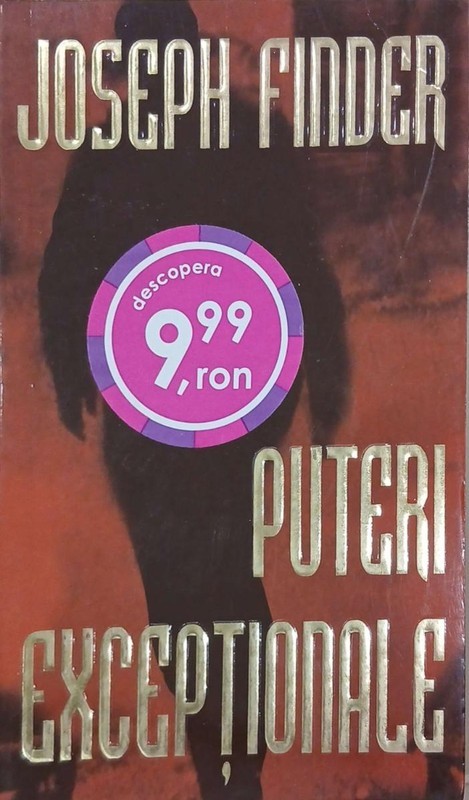 JOSEPH FINDER
descopera
9,99
ron
PUTERI
EXCEPȚIONALE